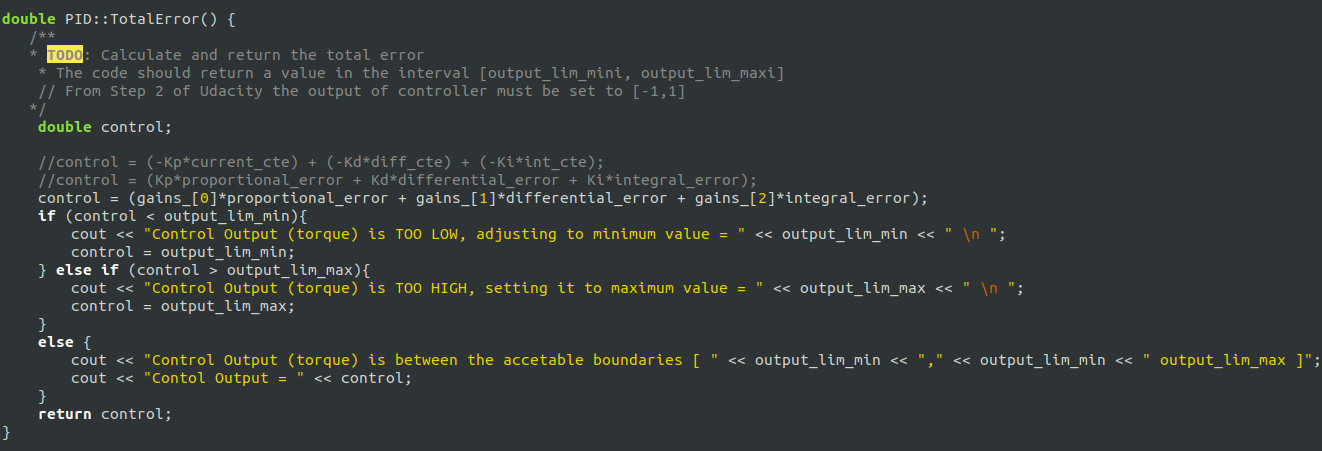 double PID::TotalError() {
   /**
   * TODO: Calculate and return the total error
    * The code should return a value in the interval [output_lim_mini, output_lim_maxi]
    // From Step 2 of Udacity the output of controller must be set to [-1,1]
   */
    double control;

    //control = (-Kp*current_cte) + (-Kd*diff_cte) + (-Ki*int_cte);
    //control = (Kp*proportional_error + Kd*differential_error + Ki*integral_error);
    control = (gains_[0]*proportional_error + gains_[1]*differential_error + gains_[2]*integral_error);
    if (control < output_lim_min){
        cout << "Control Output (torque) is TOO LOW, adjusting to minimum value = " << output_lim_min << " \n ";
        control = output_lim_min;
    } else if (control > output_lim_max){
        cout << "Control Output (torque) is TOO HIGH, setting it to maximum value = " << output_lim_max << " \n ";
        control = output_lim_max;
    }
    else {
        cout << "Control Output (torque) is between the accetable boundaries [ " << output_lim_min << "," << output_lim_min << " output_lim_max ]";
        cout << "Contol Output = " << control;
    }
    return control;
}